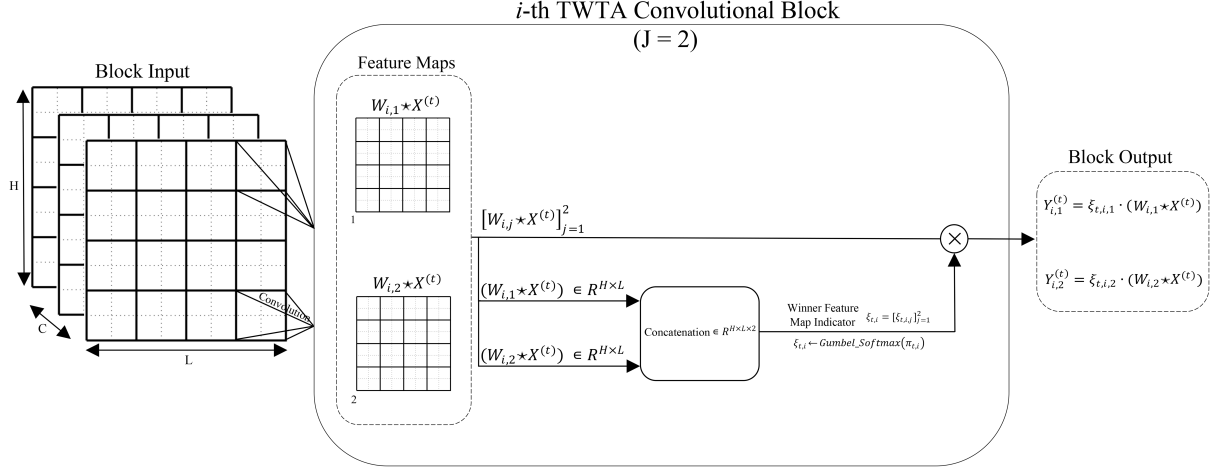 i-th TWTA Convolutional Block
(J = 2)
Block Input
H
C
L
Convolution
Feature Maps
W_{i,1}⋆X^{(t)}
1
W_{i,2}⋆X^{(t)}
2
[W_{i,j}⋆X^{(t)}]_{j=1}^{2}
(W_{i,1}⋆X^{(t)}) ∈ R^{H×L}
(W_{i,2}⋆X^{(t)}) ∈ R^{H×L}
Concatenation ∈ R^{H×L×2}
Winner Feature
Map Indicator ξ_{t,i} = [ξ_{t,i,j}]_{j=1}^{2}
ξ_{t,i} ← Gumbel_Softmax(π_{t,i})
×
Block Output
Y_{i,1}^{(t)} = ξ_{t,i,1} · (W_{i,1}⋆X^{(t)})
Y_{i,2}^{(t)} = ξ_{t,i,2} · (W_{i,2}⋆X^{(t)})